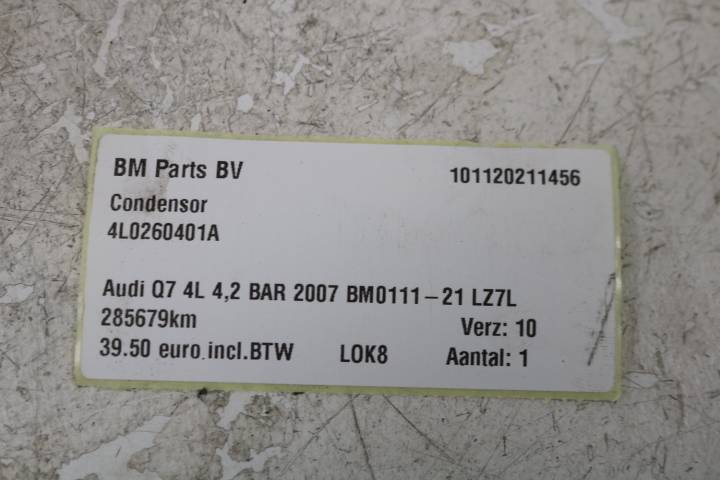 BM Parts BV 101120211456
Condensor
4L0260401A
Audi Q7 4L 4,2 BAR 2007 BM0111-21 LZ7L
285679km Verz: 10
39.50 euro.incl.BTW LOK8 Aantal: 1